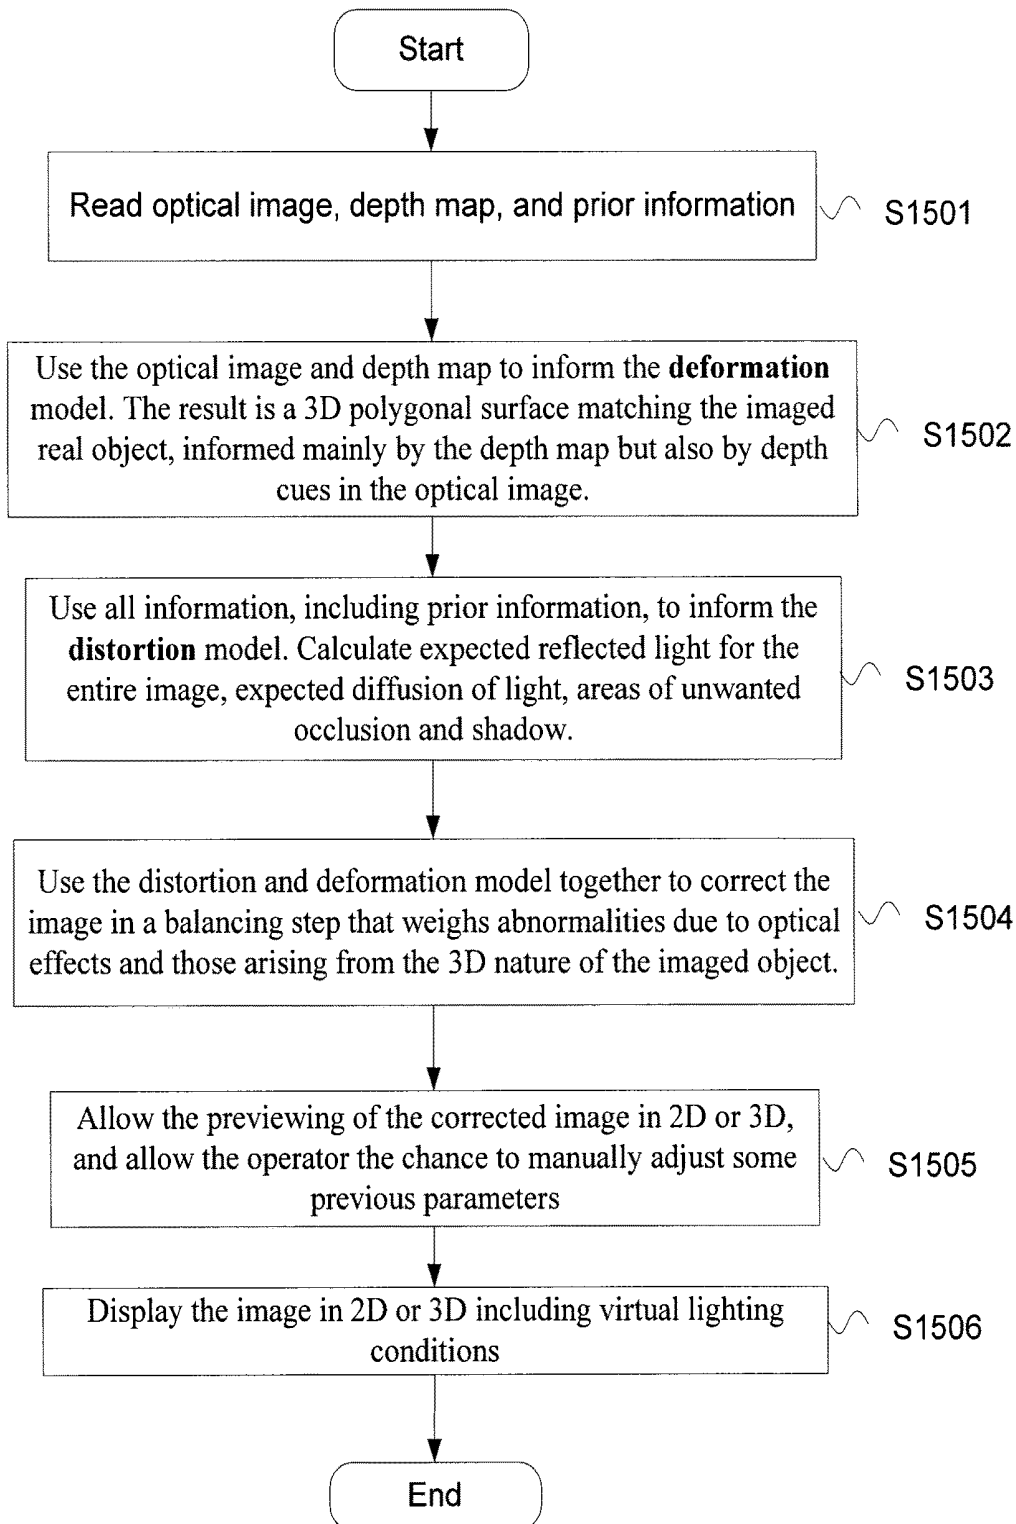 Start
Read optical image, depth map, and prior information
S1501
Use the optical image and depth map to inform the deformation
model. The result is a 3D polygonal surface matching the imaged
real object, informed mainly by the depth map but also by depth
cues in the optical image.
S1502
Use all information, including prior information, to inform the
distortion model. Calculate expected reflected light for the
entire image, expected diffusion of light, areas of unwanted
occlusion and shadow.
S1503
Use the distortion and deformation model together to correct the
image in a balancing step that weighs abnormalities due to optical
effects and those arising from the 3D nature of the imaged object.
S1504
Allow the previewing of the corrected image in 2D or 3D,
and allow the operator the chance to manually adjust some
previous parameters
S1505
Display the image in 2D or 3D including virtual lighting
conditions
S1506
End